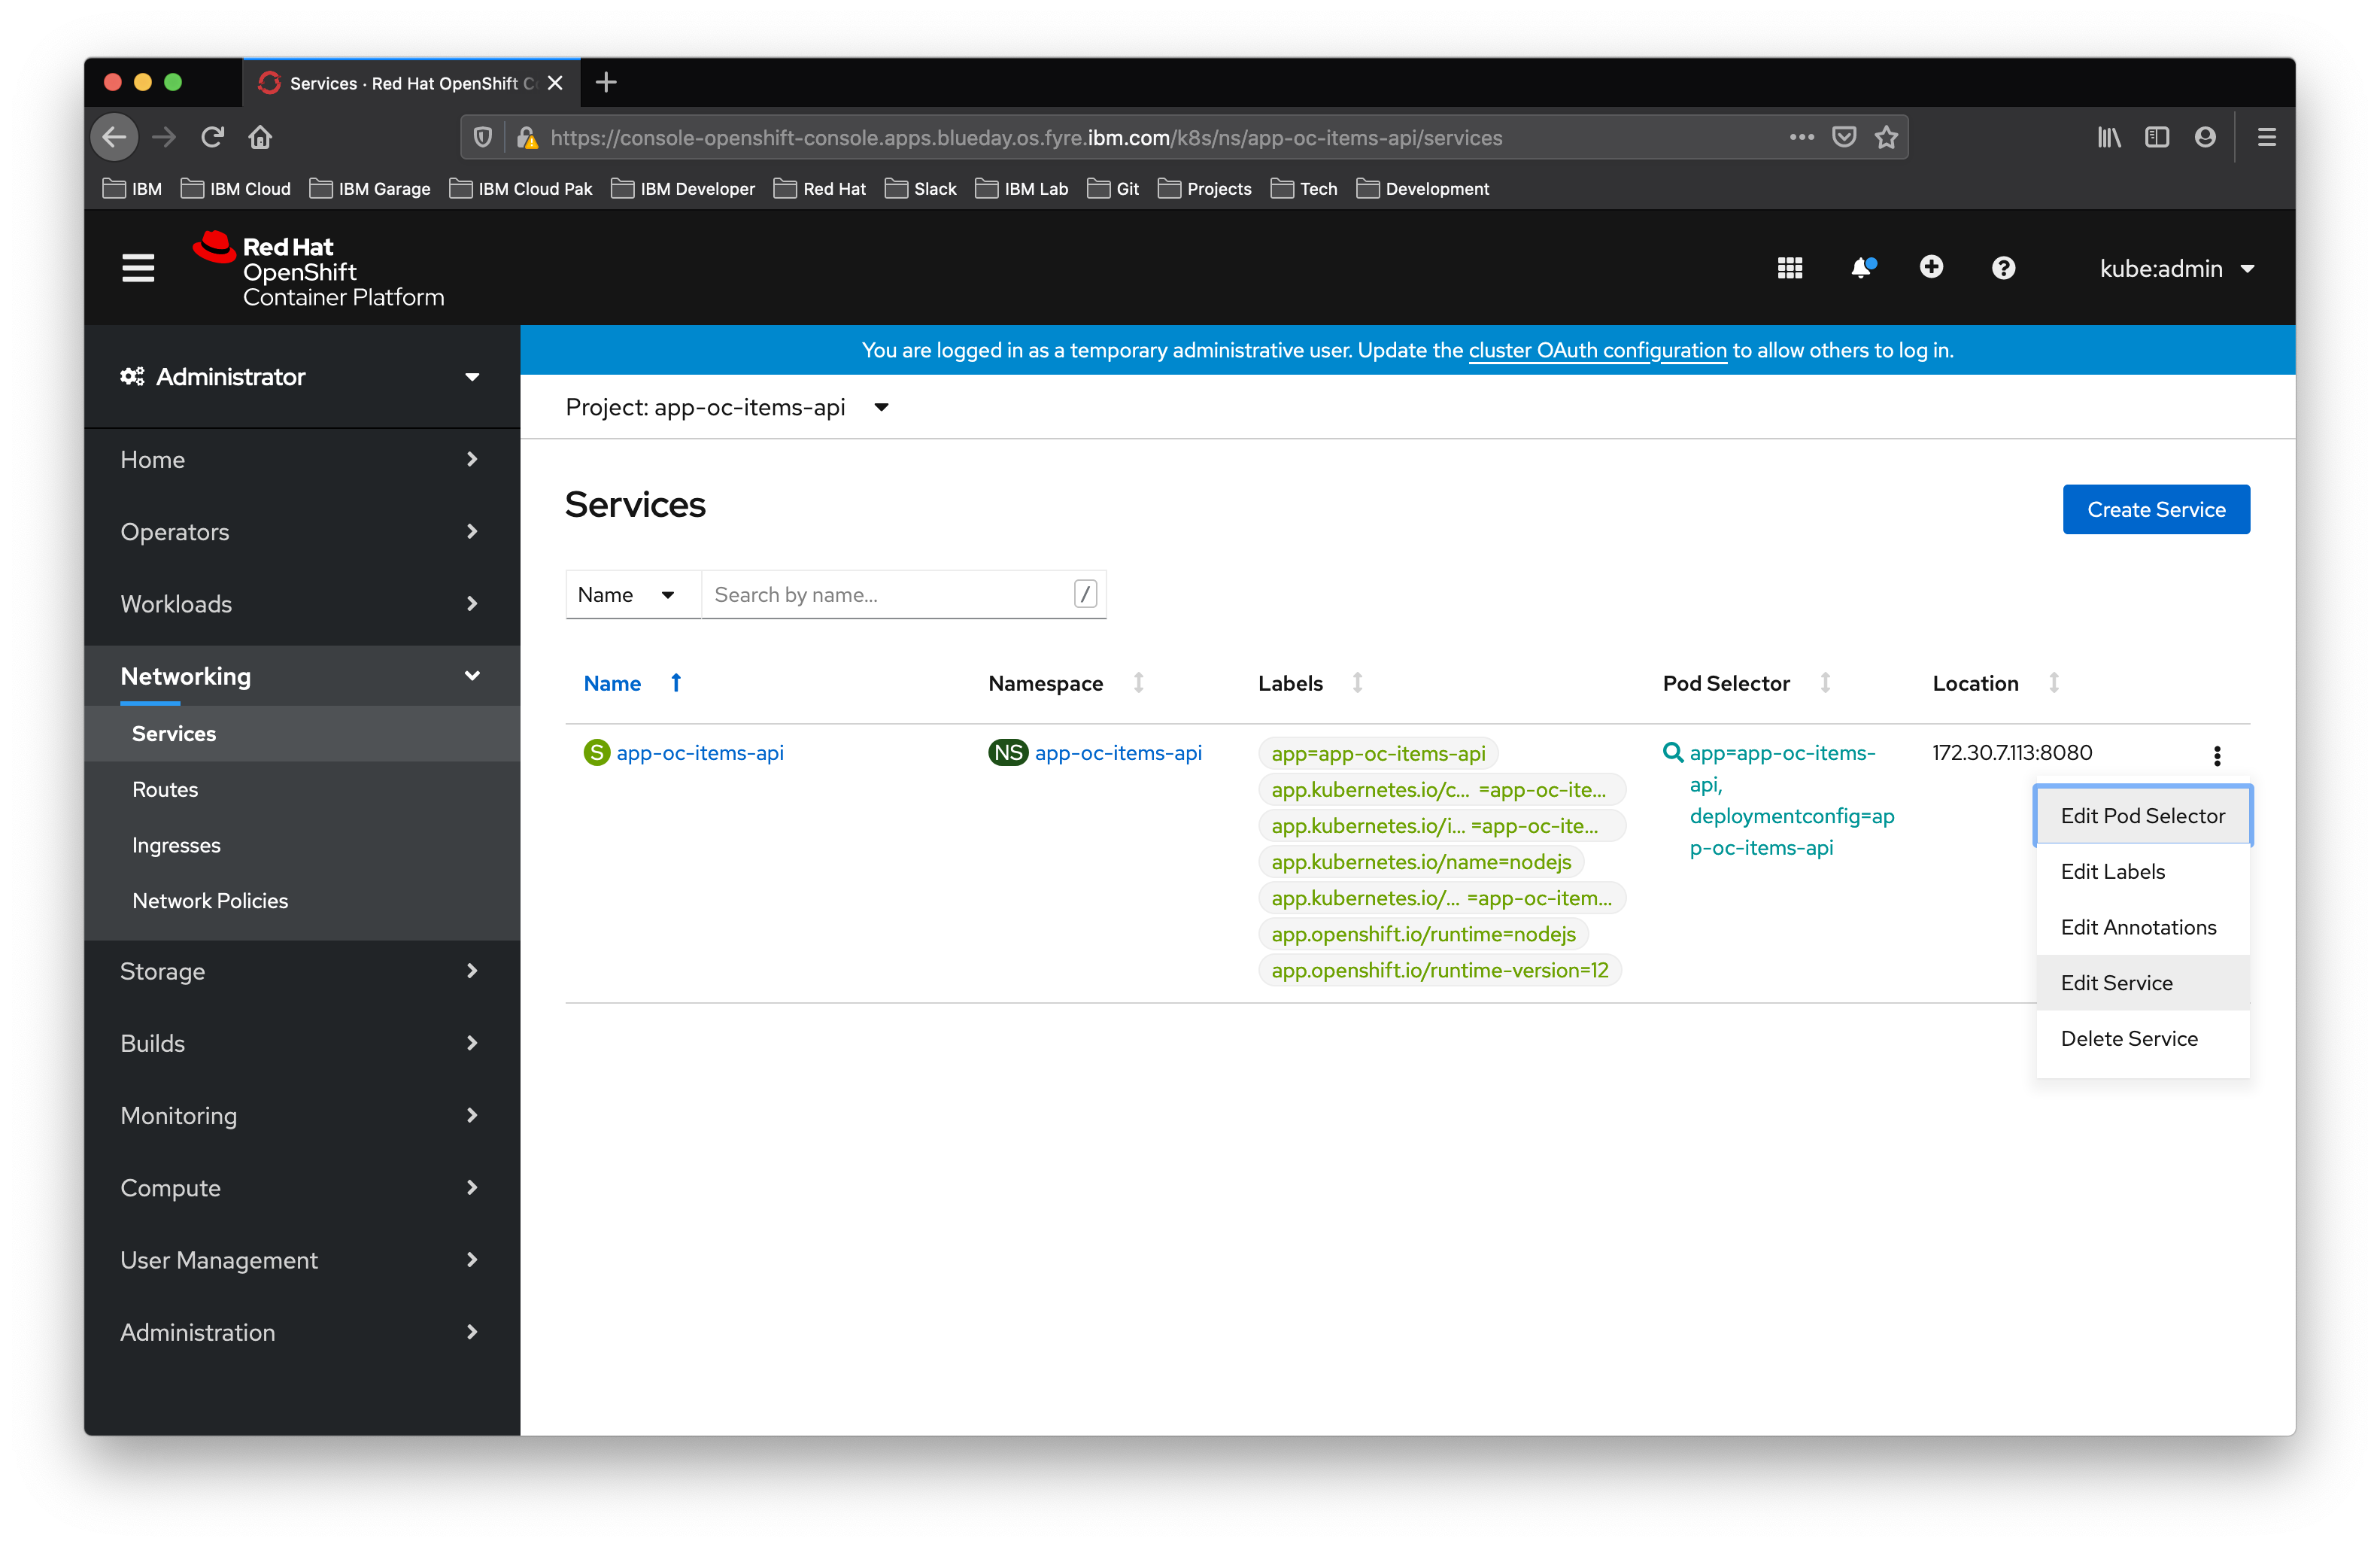 Services · Red Hat OpenShift C
https://console-openshift-console.apps.blueday.os.fyre.ibm.com/k8s/ns/app-oc-items-api/services
IBM IBM Cloud IBM Garage IBM Cloud Pak IBM Developer Red Hat Slack IBM Lab Git Projects Tech Development
Red Hat
OpenShift
Container Platform
kube:admin
You are logged in as a temporary administrative user. Update the cluster OAuth configuration to allow others to log in.
Administrator
Home
Operators
Workloads
Networking
Services
Routes
Ingresses
Network Policies
Storage
Builds
Monitoring
Compute
User Management
Administration
Project: app-oc-items-api
Services
Create Service
Name Search by name... /
Name Namespace Labels Pod Selector Location
S app-oc-items-api
NS app-oc-items-api
app=app-oc-items-api
app.kubernetes.io/c... =app-oc-ite...
app.kubernetes.io/i... =app-oc-ite...
app.kubernetes.io/name=nodejs
app.kubernetes.io/... =app-oc-item...
app.openshift.io/runtime=nodejs
app.openshift.io/runtime-version=12
app=app-oc-items-
api,
deploymentconfig=ap
p-oc-items-api
172.30.7.113:8080
Edit Pod Selector
Edit Labels
Edit Annotations
Edit Service
Delete Service